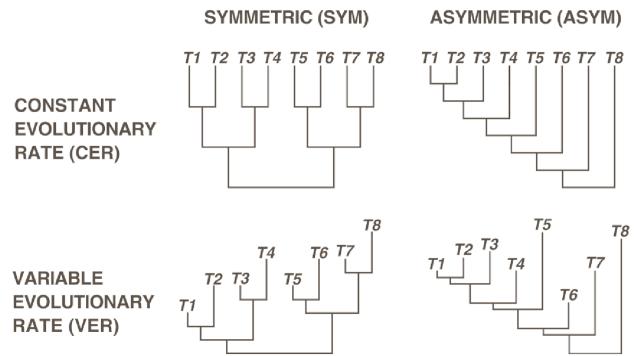 SYMMETRIC (SYM)
ASYMMETRIC (ASYM)
T1 T2 T3 T4 T5 T6 T7 T8
T1 T2 T3 T4 T5 T6 T7 T8
CONSTANT
EVOLUTIONARY
RATE (CER)
VARIABLE
EVOLUTIONARY
RATE (VER)
T1 T2 T3 T4 T5 T6 T7 T8
T1 T2 T3 T4 T5 T6 T7 T8